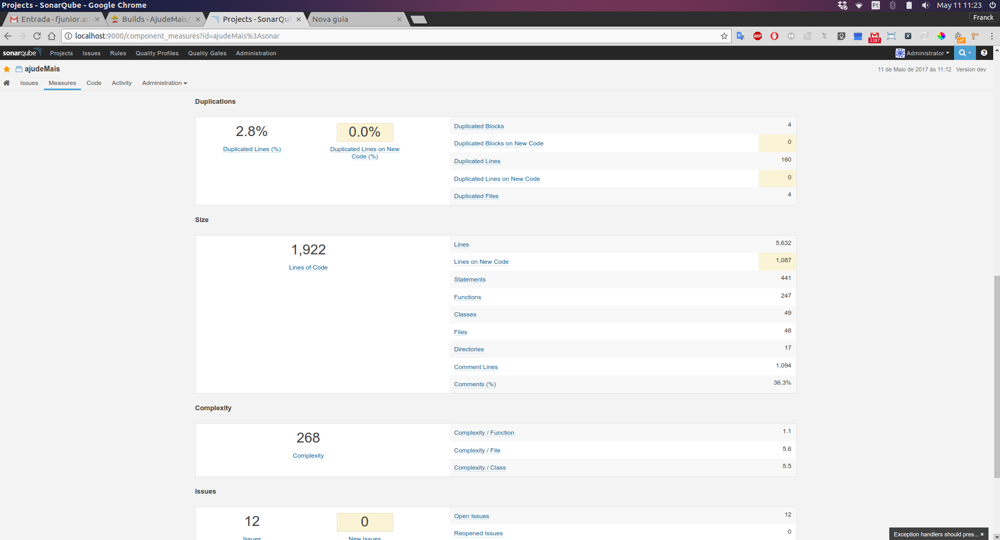 Projects - SonarQube - Google Chrome
Pt
May 11 11:23
Entrada - fjunior.ar
Builds - AjudeMais/
Projects - SonarQub
Nova guia
Franck
localhost:9000/component_measures?id=ajudeMais%3Asonar
ABP
3387
off
sonarqube
Projects
Issues
Rules
Quality Profiles
Quality Gates
Administration
Administrator
ajudeMais
11 de Maio de 2017 às 11:12 Version dev
Issues
Measures
Code
Activity
Administration
Duplications
2.8%
Duplicated Lines (%)
0.0%
Duplicated Lines on New
Code (%)
Duplicated Blocks 4
Duplicated Blocks on New Code 0
Duplicated Lines 160
Duplicated Lines on New Code 0
Duplicated Files 4
Size
1,922
Lines of Code
Lines 5,632
Lines on New Code 1,087
Statements 441
Functions 247
Classes 49
Files 48
Directories 17
Comment Lines 1,094
Comments (%) 36.3%
Complexity
268
Complexity
Complexity / Function 1.1
Complexity / File 5.6
Complexity / Class 5.5
Issues
12
Issues
0
New Issues
Open Issues 12
Reopened Issues 0
Exception handlers should pres... ×